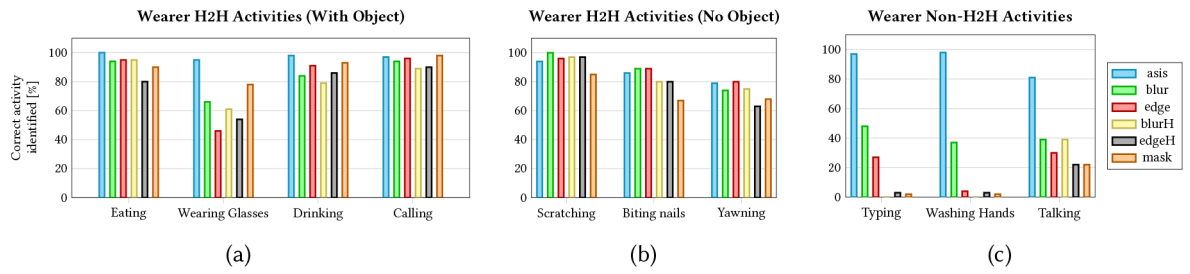 Wearer H2H Activities (With Object)
Correct activity
identified [%]
100
80
60
40
20
0
Eating
Wearing Glasses
Drinking
Calling
(a)
Wearer H2H Activities (No Object)
100
80
60
40
20
0
Scratching
Biting nails
Yawning
(b)
Wearer Non-H2H Activities
100
80
60
40
20
0
Typing
Washing Hands
Talking
(c)
asis
blur
edge
blurH
edgeH
mask